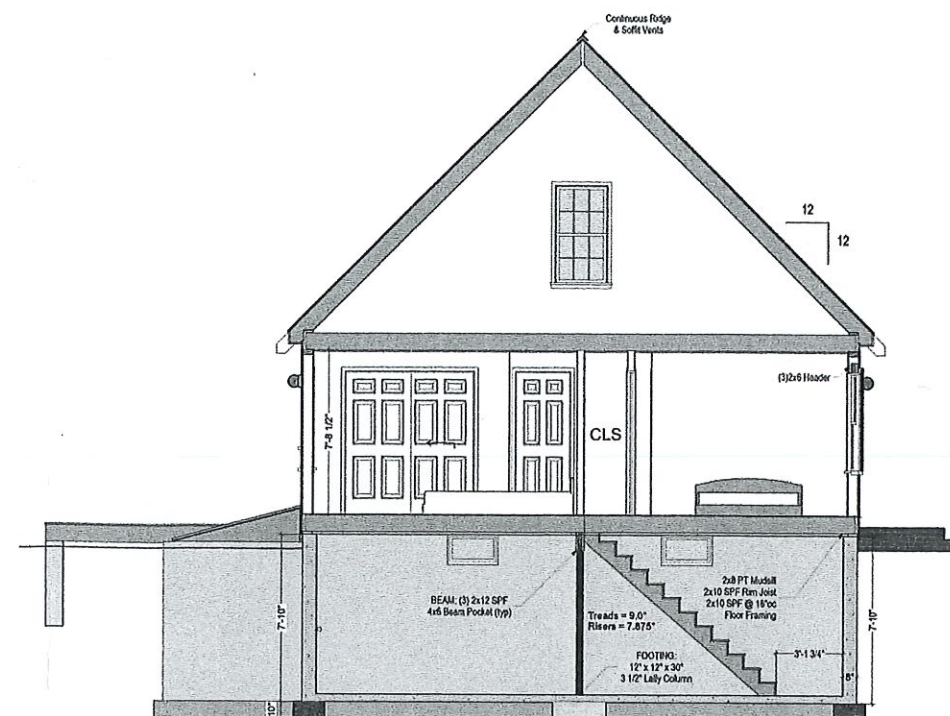 Continuous Ridge
& Soffit Vents
12
12
(3)2x6 Header
7'-8 1/2"
CLS
BEAM: (3) 2x12 SPF
4x6 Beam Pocket (typ)
2x8 PT Mudsill
2x10 SPF Rim Joist
2x10 SPF @ 16"oc
Floor Framing
Treads = 9.0"
Risers = 7.875"
7'-10"
7'-10"
3'-1 3/4"
FOOTING:
12" x 12" x 30"
3 1/2" Lally Column
8"
10"